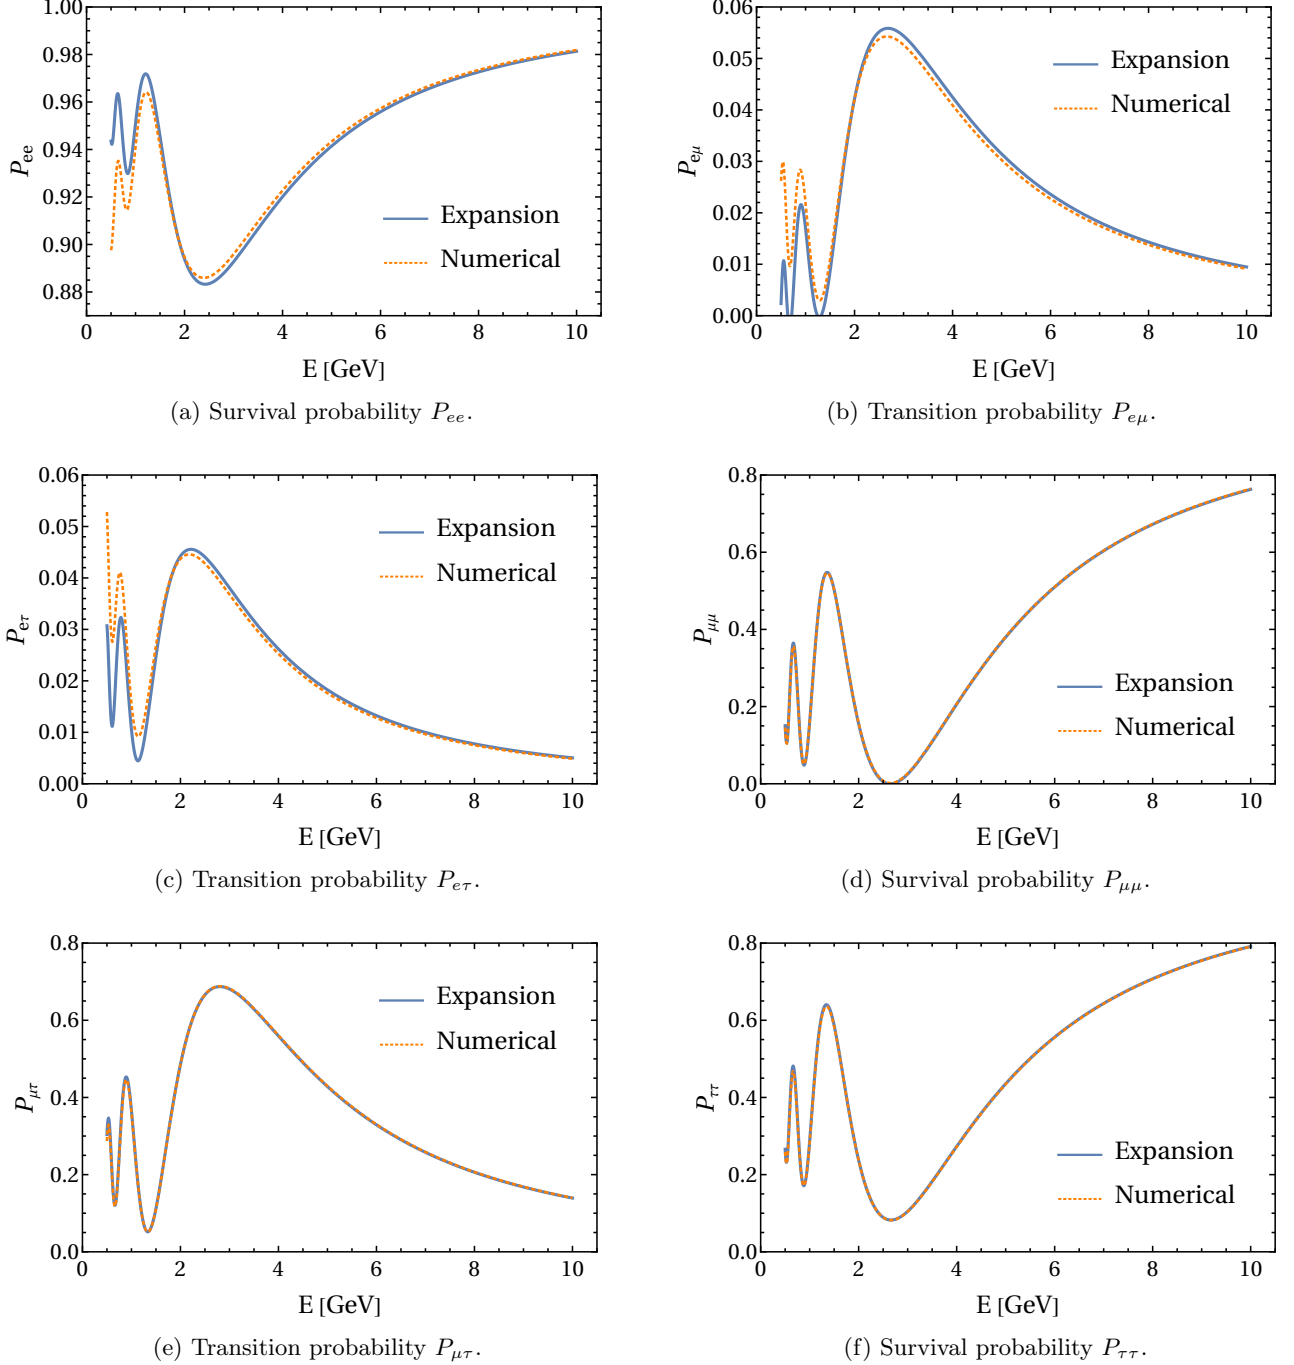 1.00
0.98
0.96
0.94
0.92
0.90
0.88
P_ee
Expansion
Numerical
0 2 4 6 8 10
E [GeV]
(a) Survival probability P_ee.
0.06
0.05
0.04
0.03
0.02
0.01
0.00
P_eμ
Expansion
Numerical
0 2 4 6 8 10
E [GeV]
(b) Transition probability P_eμ.
0.06
0.05
0.04
0.03
0.02
0.01
0.00
P_eτ
Expansion
Numerical
0 2 4 6 8 10
E [GeV]
(c) Transition probability P_eτ.
0.8
0.6
0.4
0.2
0.0
P_μμ
Expansion
Numerical
0 2 4 6 8 10
E [GeV]
(d) Survival probability P_μμ.
0.8
0.6
0.4
0.2
0.0
P_μτ
Expansion
Numerical
0 2 4 6 8 10
E [GeV]
(e) Transition probability P_μτ.
0.8
0.6
0.4
0.2
0.0
P_ττ
Expansion
Numerical
0 2 4 6 8 10
E [GeV]
(f) Survival probability P_ττ.